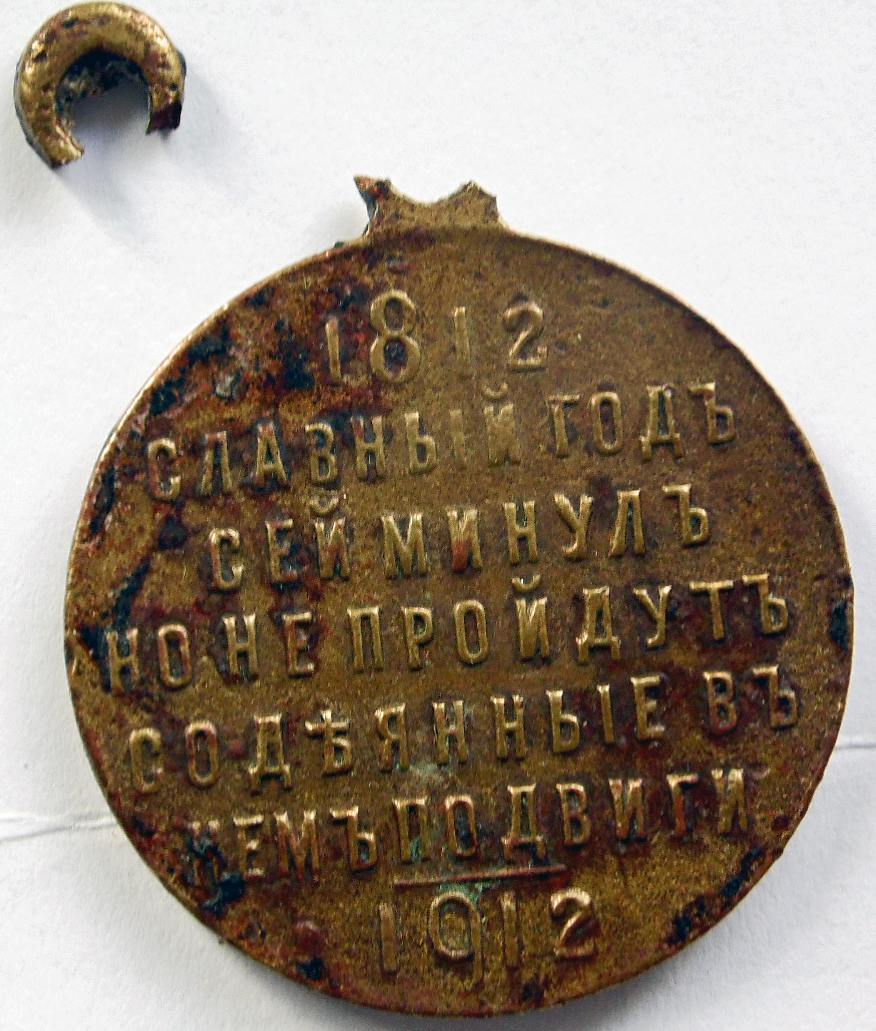 1812
СЛАВНЫЙ ГОДЪ
СЕЙ МИНУЛЪ
НО НЕ ПРОЙДУТЪ
СОДѢЯННЫЕ ВЪ
НЕМЪ ПОДВИГИ
1912